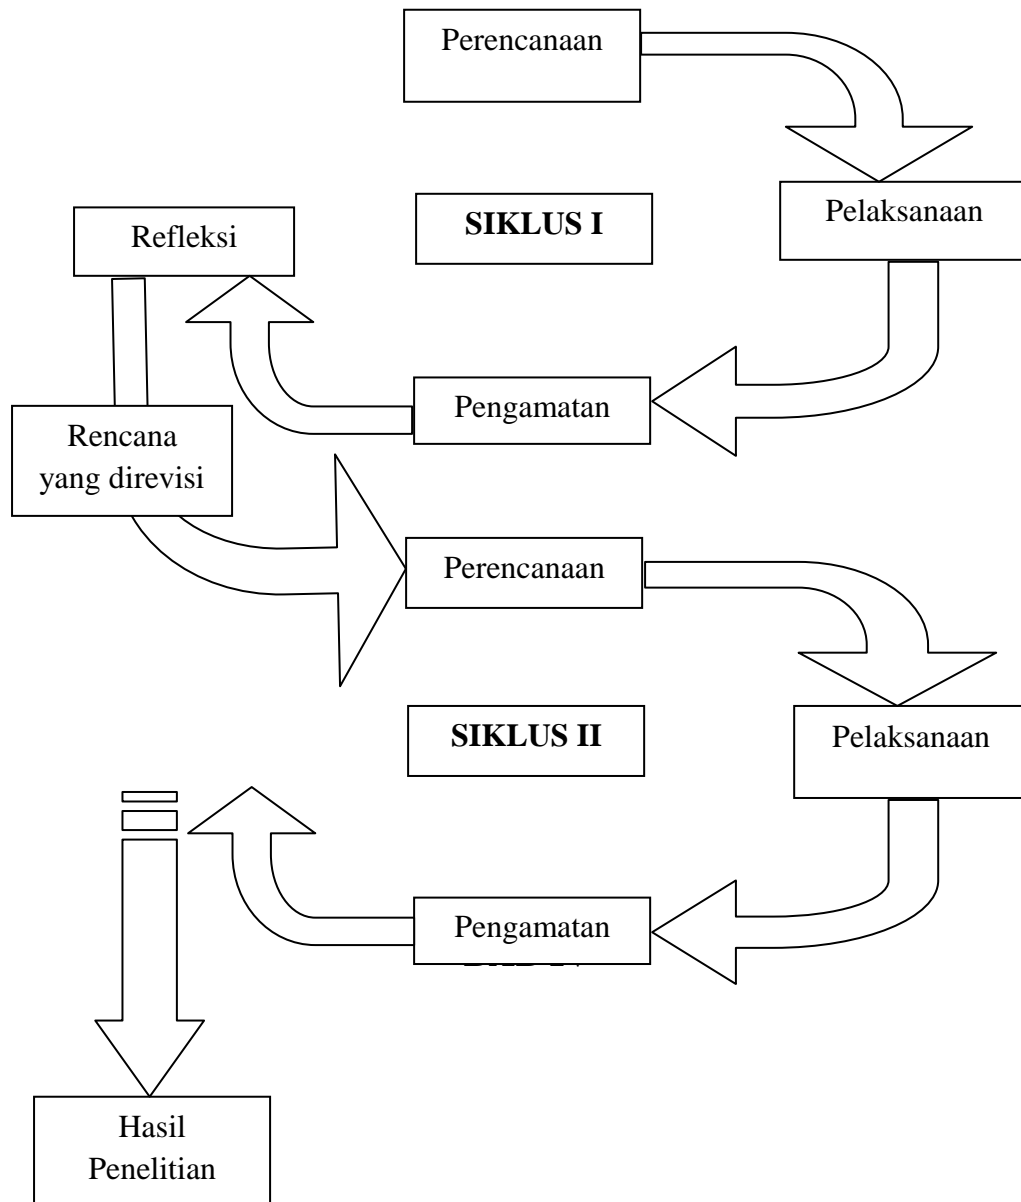 Perencanaan
Pelaksanaan
SIKLUS I
Refleksi
Pengamatan
Rencana
yang direvisi
Perencanaan
SIKLUS II
Pelaksanaan
Pengamatan
Hasil
Penelitian